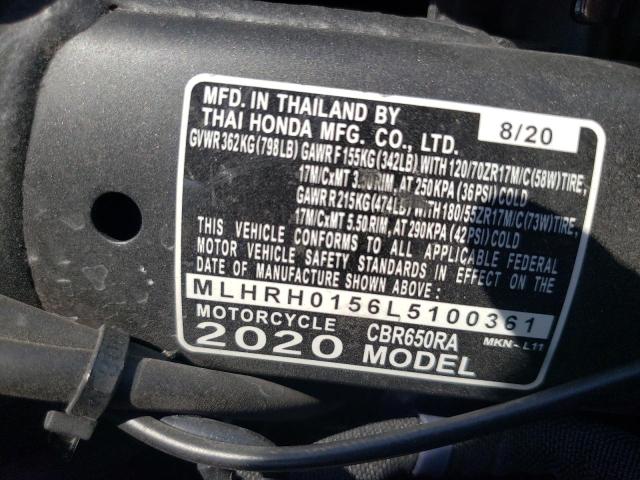 MFD. IN THAILAND BY
THAI HONDA MFG. CO., LTD. 8/20
GVWR 362KG (798LB) GAWR F 155KG (342LB) WITH 120/70ZR17M/C(58W)TIRE,
17M/CxMT RIM, AT 250KPA (36PSI) COLD
GAWR R 215KG (474LB) WITH 180/55ZR17M/C(73W)TIRE,
17M/CxMT 5.50 RIM, AT 290KPA (42PSI) COLD
THIS VEHICLE CONFORMS TO ALL APPLICABLE FEDERAL
MOTOR VEHICLE SAFETY STANDARDS IN EFFECT ON THE
DATE OF MANUFACTURE SHOWN ABOVE:
MLHRH0156L5100361
MOTORCYCLE CBR650RA MKN-L11
2020 MODEL